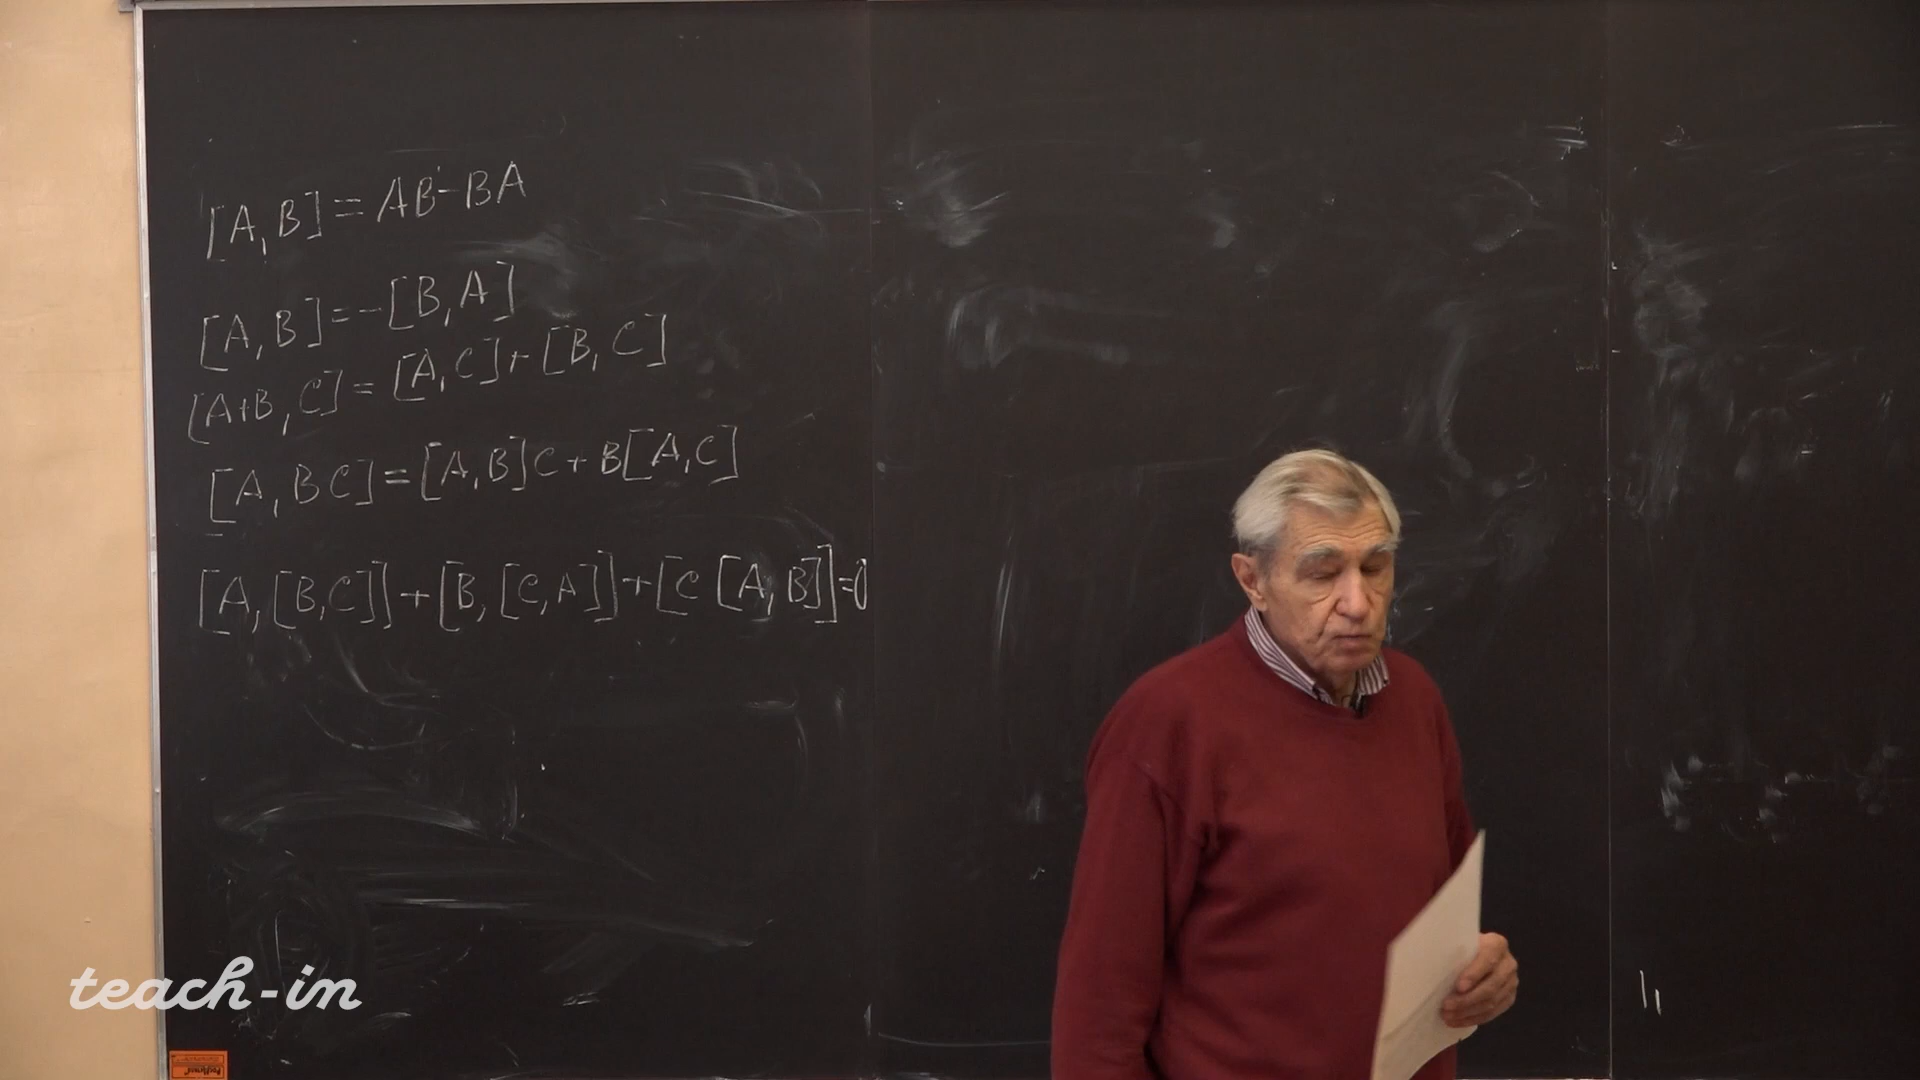 [A,B]=AB-BA
[A,B]=-[B,A]
[A+B,C]=[A,C]+[B,C]
[A,BC]=[A,B]C+B[A,C]
[A,[B,C]]+[B,[C,A]]+[C [A,B]]=0
teach-in